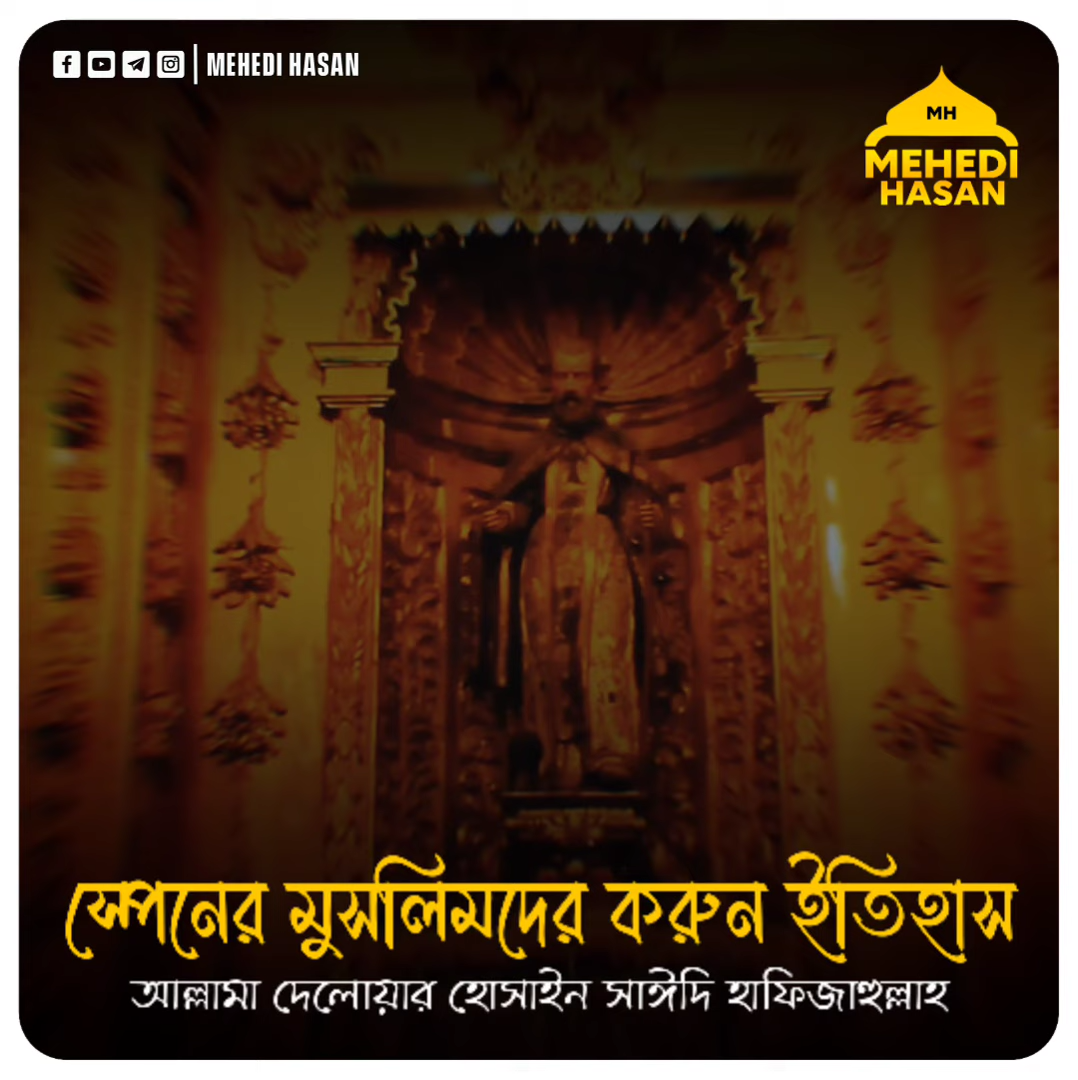 MEHEDI HASAN
MH
MEHEDI
HASAN
স্পেনের মুসলিমদের করুন ইতিহাস
আল্লামা দেলোয়ার হোসাইন সাঈদি হাফিজাহুল্লাহ